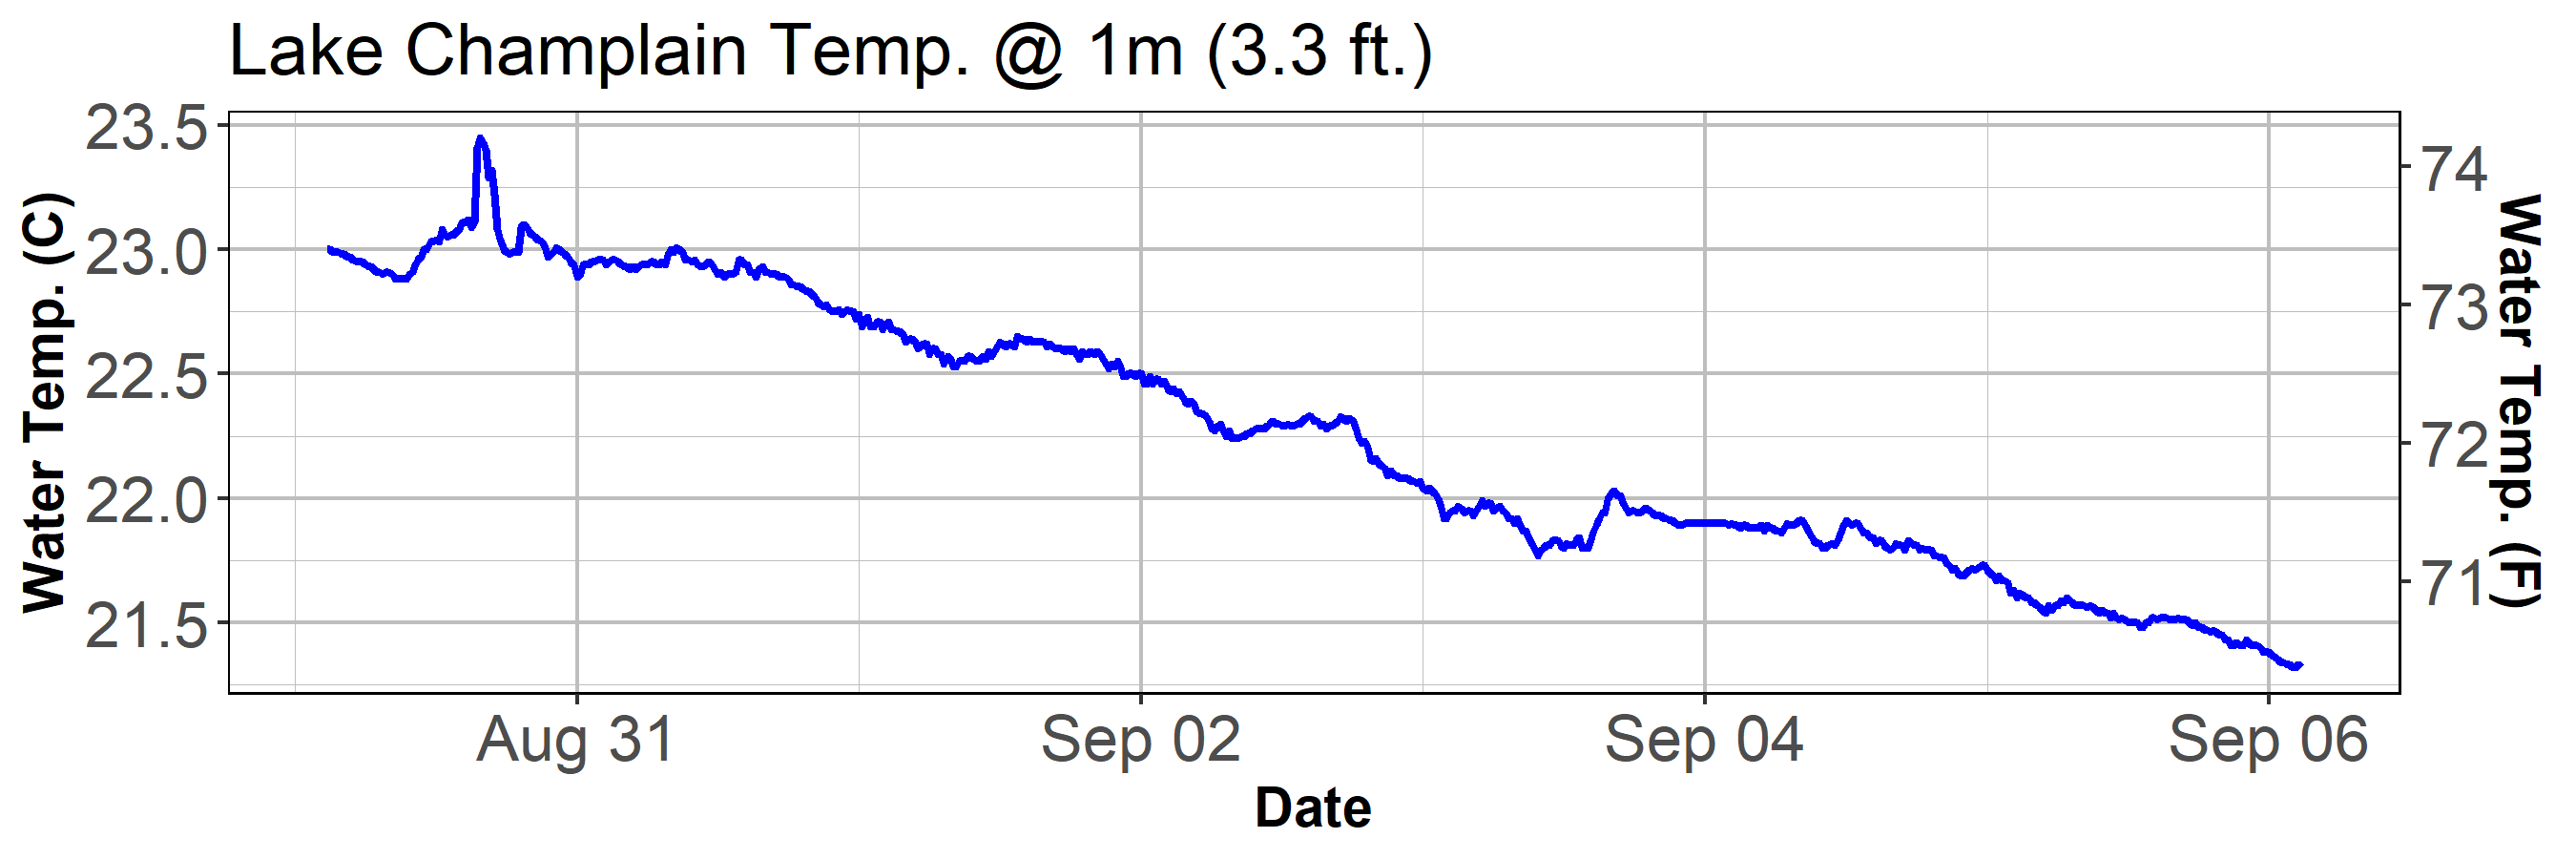 Lake Champlain Temp. @ 1m (3.3 ft.)
Water Temp. (C)
23.5
23.0
22.5
22.0
21.5
74
73
72
71
Water Temp. (F)
Aug 31
Sep 02
Sep 04
Sep 06
Date